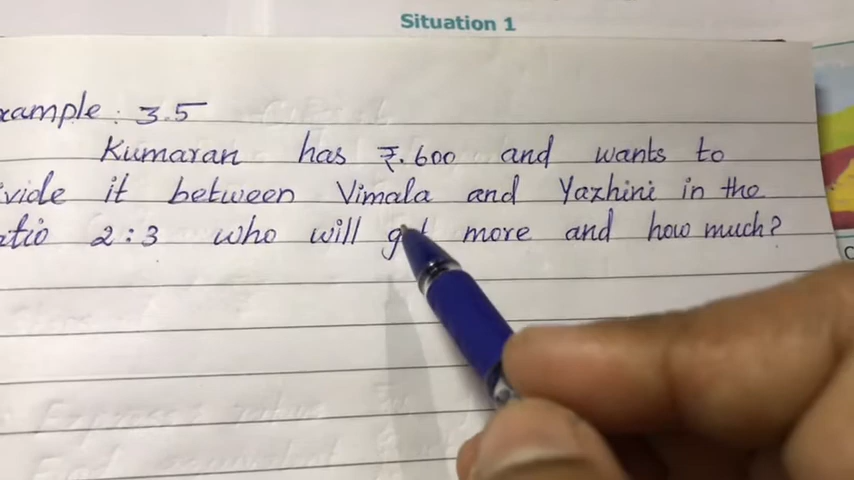 Situation 1
xample : 3.5
Kumaran has ₹.600 and wants to
vide it between Vimala and Yazhini in the
atio 2:3 who will get more and how much?